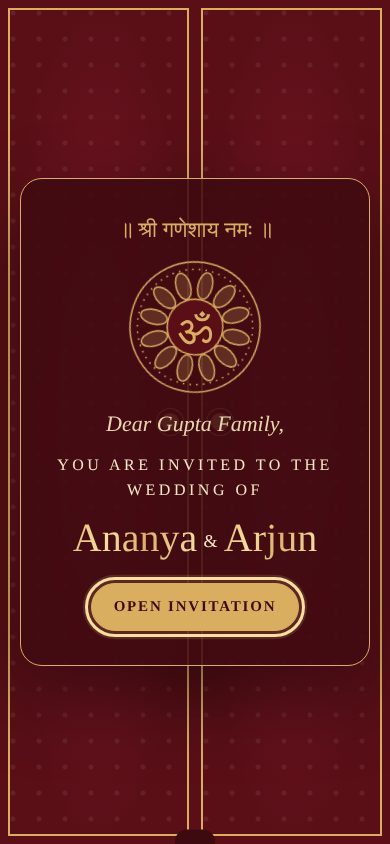 ॥ श्री गणेशाय नमः ॥
ॐ
Dear Gupta Family,
YOU ARE INVITED TO THE
WEDDING OF
Ananya & Arjun
OPEN INVITATION